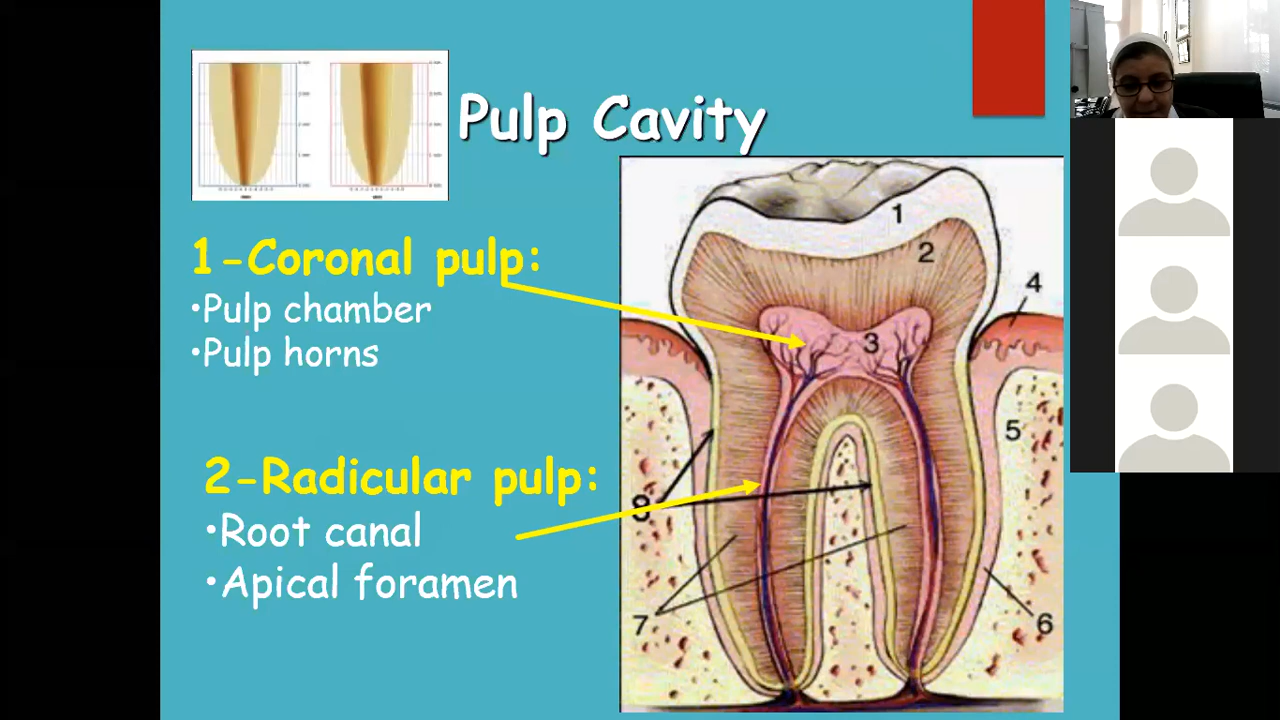 Pulp Cavity
1-Coronal pulp:
•Pulp chamber
•Pulp horns
2-Radicular pulp:
•Root canal
•Apical foramen
1
2
3
4
5
6
7
8